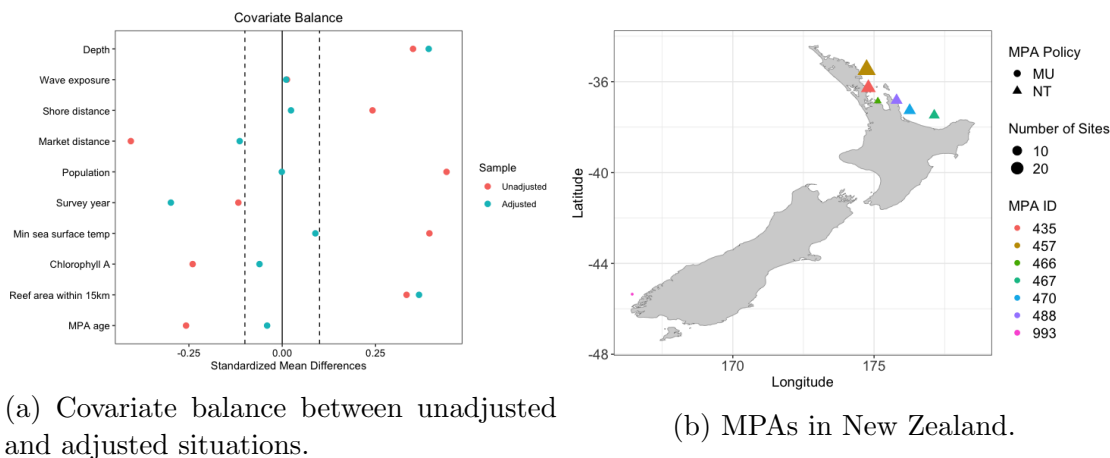 Covariate Balance
Depth
Wave exposure
Shore distance
Market distance
Population
Survey year
Min sea surface temp
Chlorophyll A
Reef area within 15km
MPA age
-0.25 0.00 0.25
Standardized Mean Differences
Sample
Unadjusted
Adjusted
(a) Covariate balance between unadjusted
and adjusted situations.
-36
-40
-44
-48
Latitude
170 175
Longitude
MPA Policy
MU
NT
Number of Sites
10
20
MPA ID
435
457
466
467
470
488
993
(b) MPAs in New Zealand.